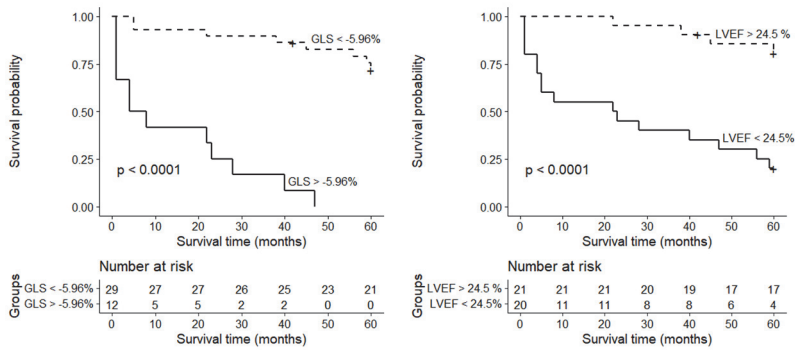 Survival probability
1.00
0.75
0.50
0.25
0.00
GLS < -5.96%
p < 0.0001
GLS > -5.96%
0 10 20 30 40 50 60
Survival time (months)
Number at risk
Groups
GLS < -5.96% 29 27 27 26 25 23 21
GLS > -5.96% 12 5 5 2 2 0 0
0 10 20 30 40 50 60
Survival time (months)
Survival probability
1.00
0.75
0.50
0.25
0.00
LVEF > 24.5 %
LVEF < 24.5%
p < 0.0001
0 10 20 30 40 50 60
Survival time (months)
Number at risk
Groups
LVEF > 24.5 % 21 21 21 20 19 17 17
LVEF < 24.5% 20 11 11 8 8 6 4
0 10 20 30 40 50 60
Survival time (months)